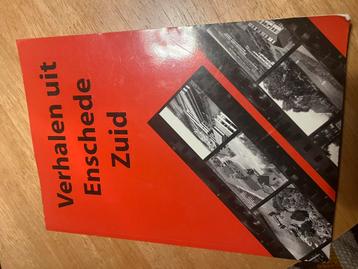 Verhalen uit
Enschede
Zuid